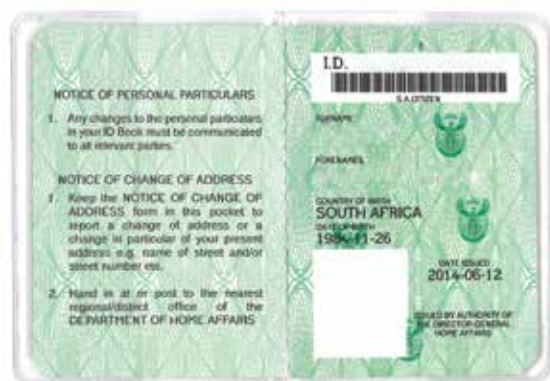 NOTICE OF PERSONAL PARTICULARS
1. Any changes to the personal particulars
in your ID Book must be communicated
to all relevant parties.
NOTICE OF CHANGE OF ADDRESS
1. Keep the NOTICE OF CHANGE OF
ADDRESS form in this pocket to
report a change of address or a
change in particular of your present
address e.g. name of street and/or
street number etc.
2. Hand in at or post to the nearest
regional/district office of the
DEPARTMENT OF HOME AFFAIRS
I.D.
S.A.CITIZEN
SURNAME
FORENAMES
COUNTRY OF BIRTH
SOUTH AFRICA
DATE OF BIRTH
1984-11-26
DATE ISSUED
2014-06-12
ISSUED BY AUTHORITY OF
THE DIRECTOR-GENERAL
HOME AFFAIRS